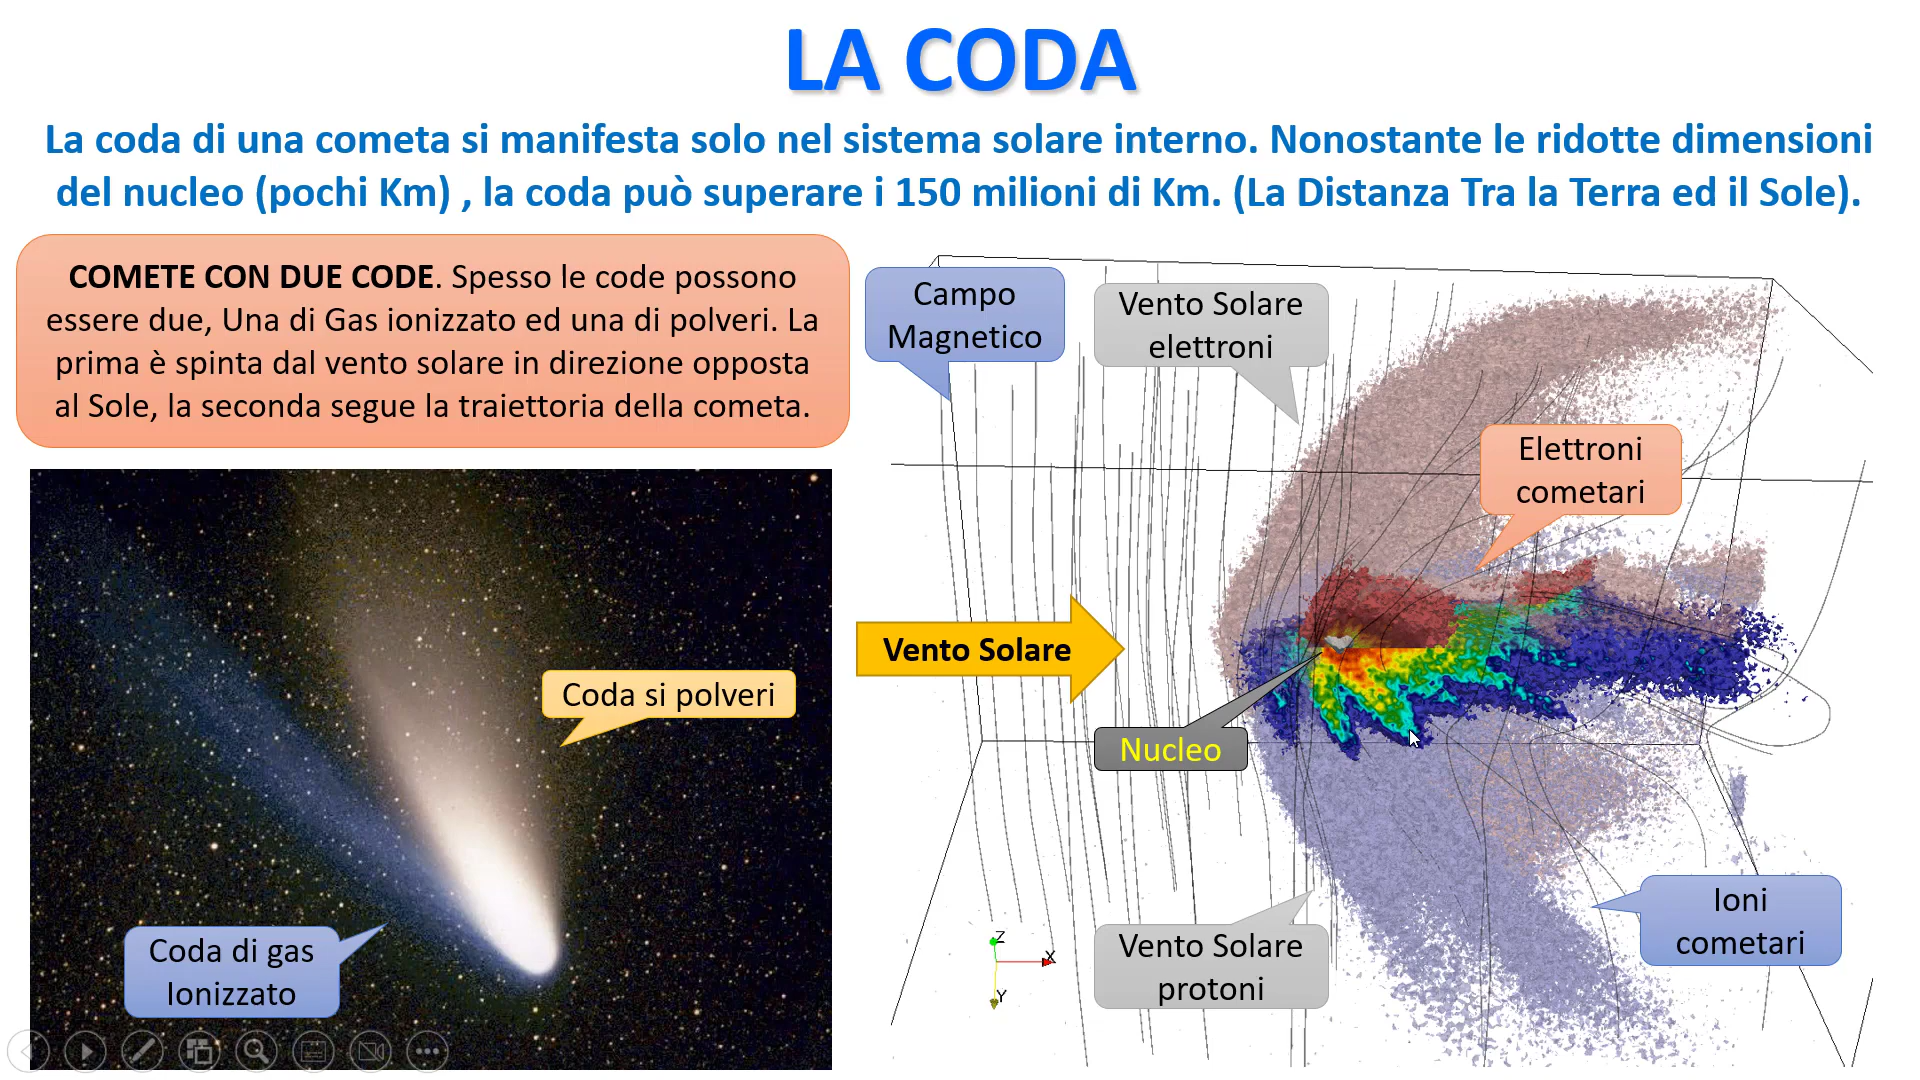 LA CODA
La coda di una cometa si manifesta solo nel sistema solare interno. Nonostante le ridotte dimensioni
del nucleo (pochi Km) , la coda può superare i 150 milioni di Km. (La Distanza Tra la Terra ed il Sole).
COMETE CON DUE CODE. Spesso le code possono
essere due, Una di Gas ionizzato ed una di polveri. La
prima è spinta dal vento solare in direzione opposta
al Sole, la seconda segue la traiettoria della cometa.
Coda si polveri
Coda di gas
Ionizzato
Campo
Magnetico
Vento Solare
elettroni
Elettroni
cometari
Vento Solare
Nucleo
Ioni
cometari
Vento Solare
protoni
Z
X
Y